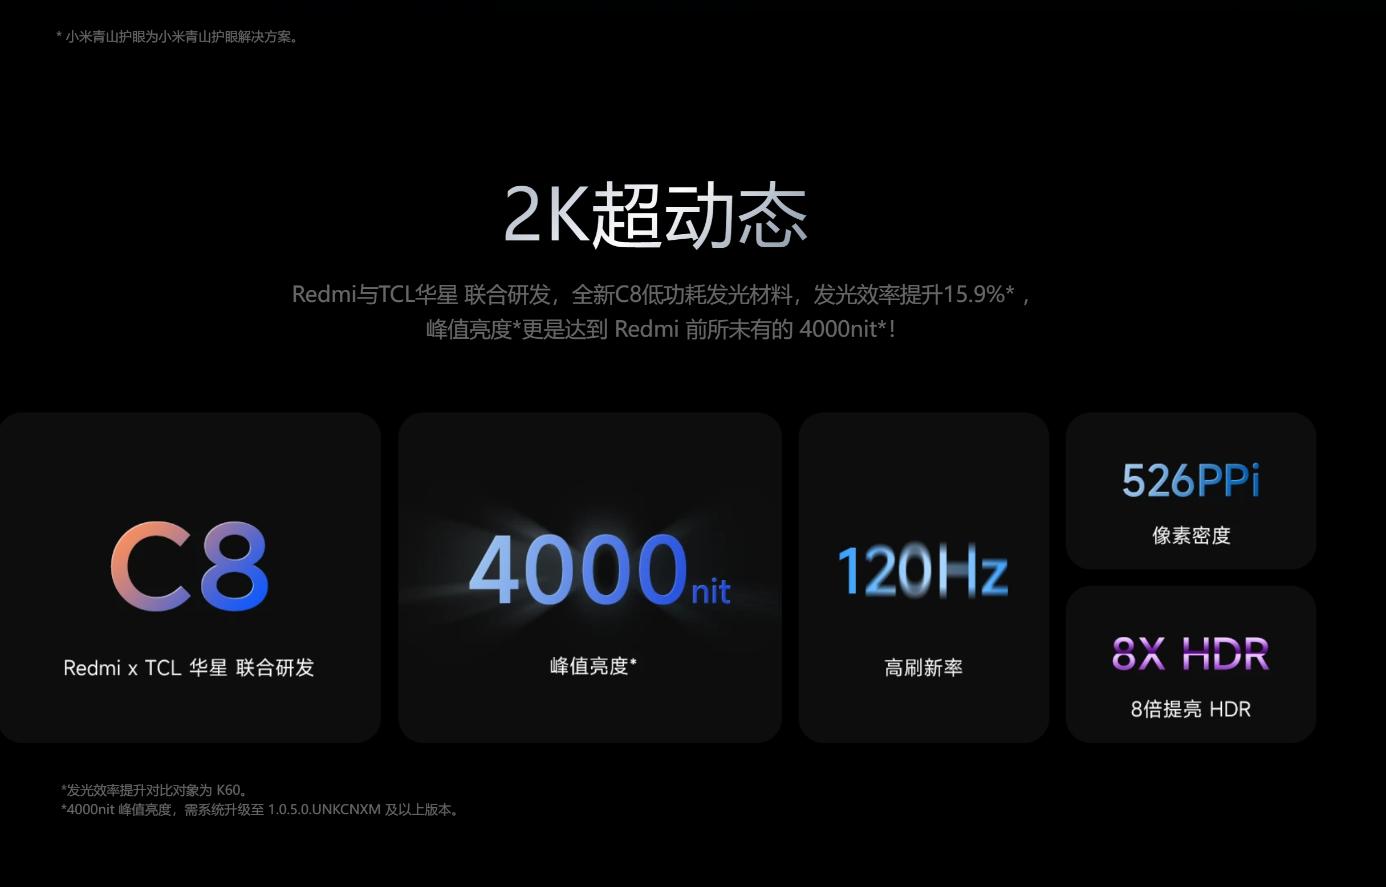 * 小米青山护眼为小米青山护眼解决方案。
2K超动态
Redmi与TCL华星 联合研发，全新C8低功耗发光材料，发光效率提升15.9%* ，
峰值亮度*更是达到 Redmi 前所未有的 4000nit*！
C8
Redmi x TCL 华星 联合研发
4000nit
峰值亮度*
120Hz
高刷新率
526PPi
像素密度
8X HDR
8倍提亮 HDR
*发光效率提升对比对象为 K60。
*4000nit 峰值亮度，需系统升级至 1.0.5.0.UNKCNXM 及以上版本。